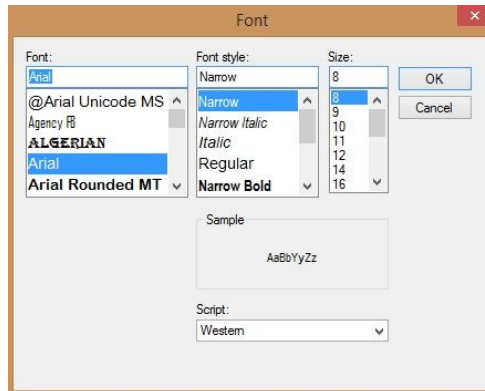 Font
Font: Font style: Size:
Arial Narrow 8 OK
@Arial Unicode MS Narrow 8 Cancel
Agency FB Narrow Italic 9
ALGERIAN Italic 10
Arial Regular 11
Arial Rounded MT Narrow Bold 12
14
16
Sample
AaBbYyZz
Script:
Western